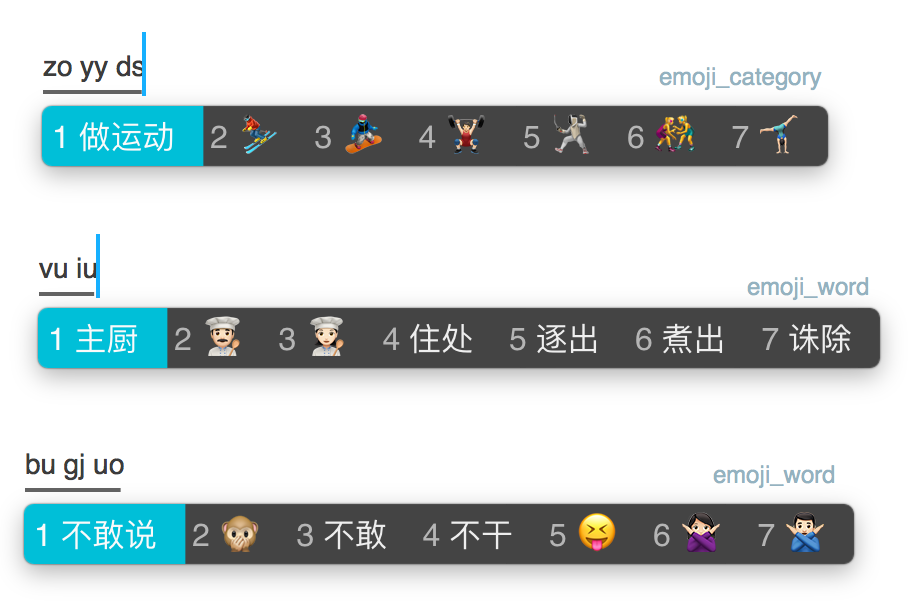 zo yy ds
emoji_category
1 做运动 2 ⛷️ 3 🏂 4 🏋️ 5 🤺 6 🤼 7 🤸
vu iu
emoji_word
1 主厨 2 👨🏻‍🍳 3 👩🏻‍🍳 4 住处 5 逐出 6 煮出 7 诛除
bu gj uo
emoji_word
1 不敢说 2 🙊 3 不敢 4 不干 5 😝 6 🙅🏻‍♀️ 7 🙅🏻‍♂️